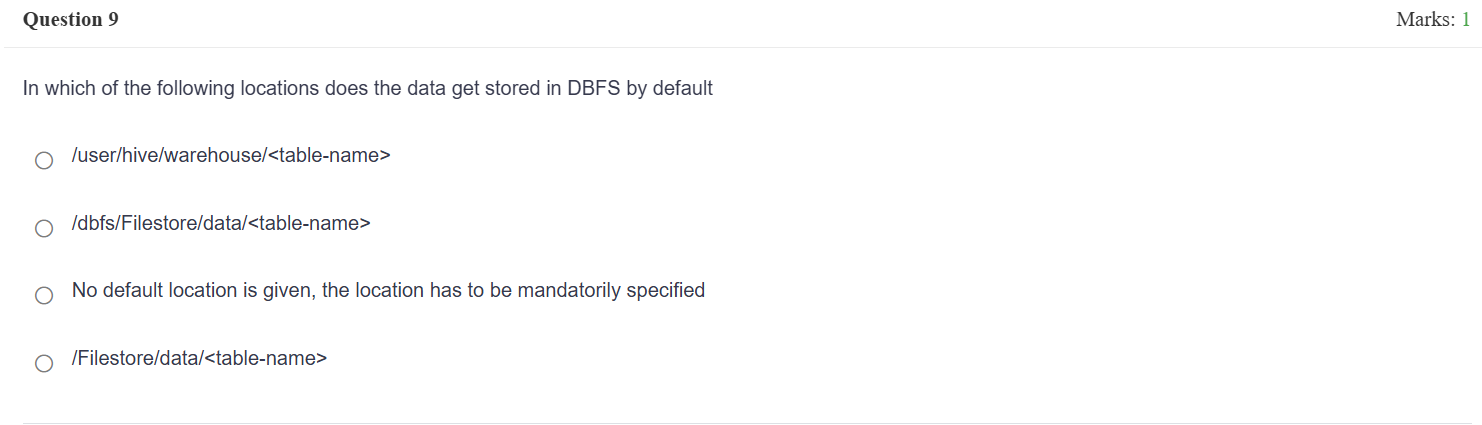 Question 9
Marks: 1
In which of the following locations does the data get stored in DBFS by default
/user/hive/warehouse/<table-name>
/dbfs/Filestore/data/<table-name>
No default location is given, the location has to be mandatorily specified
/Filestore/data/<table-name>